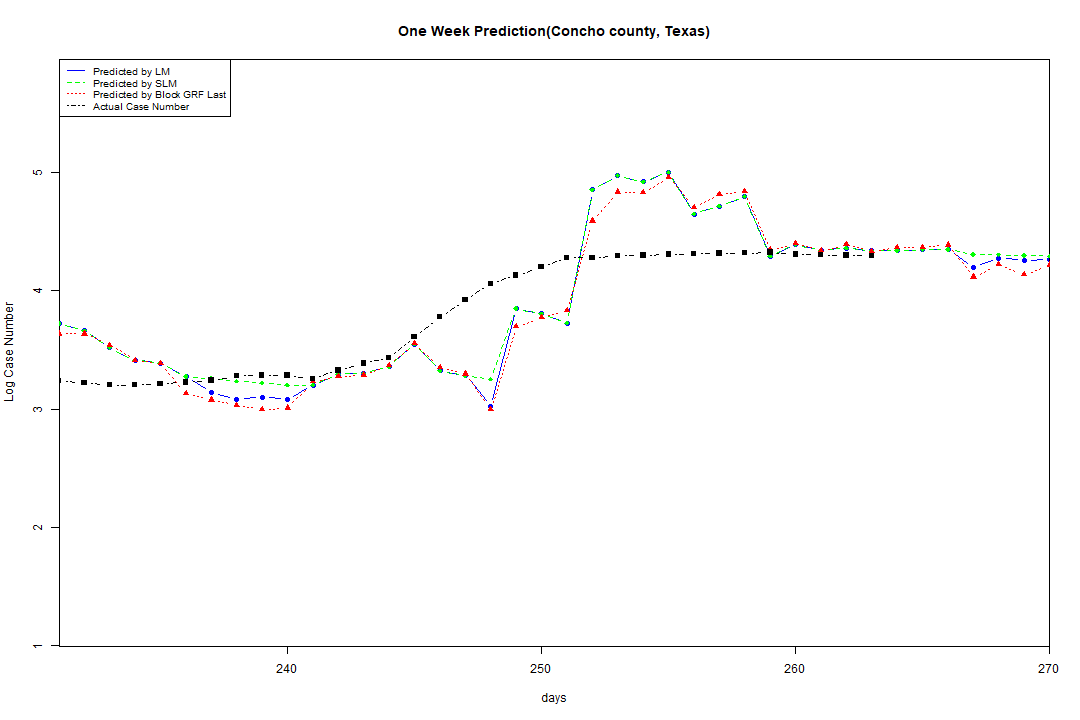 One Week Prediction(Concho county, Texas)
Predicted by LM
Predicted by SLM
Predicted by Block GRF Last
Actual Case Number
5
4
3
2
1
Log Case Number
240 250 260 270
days